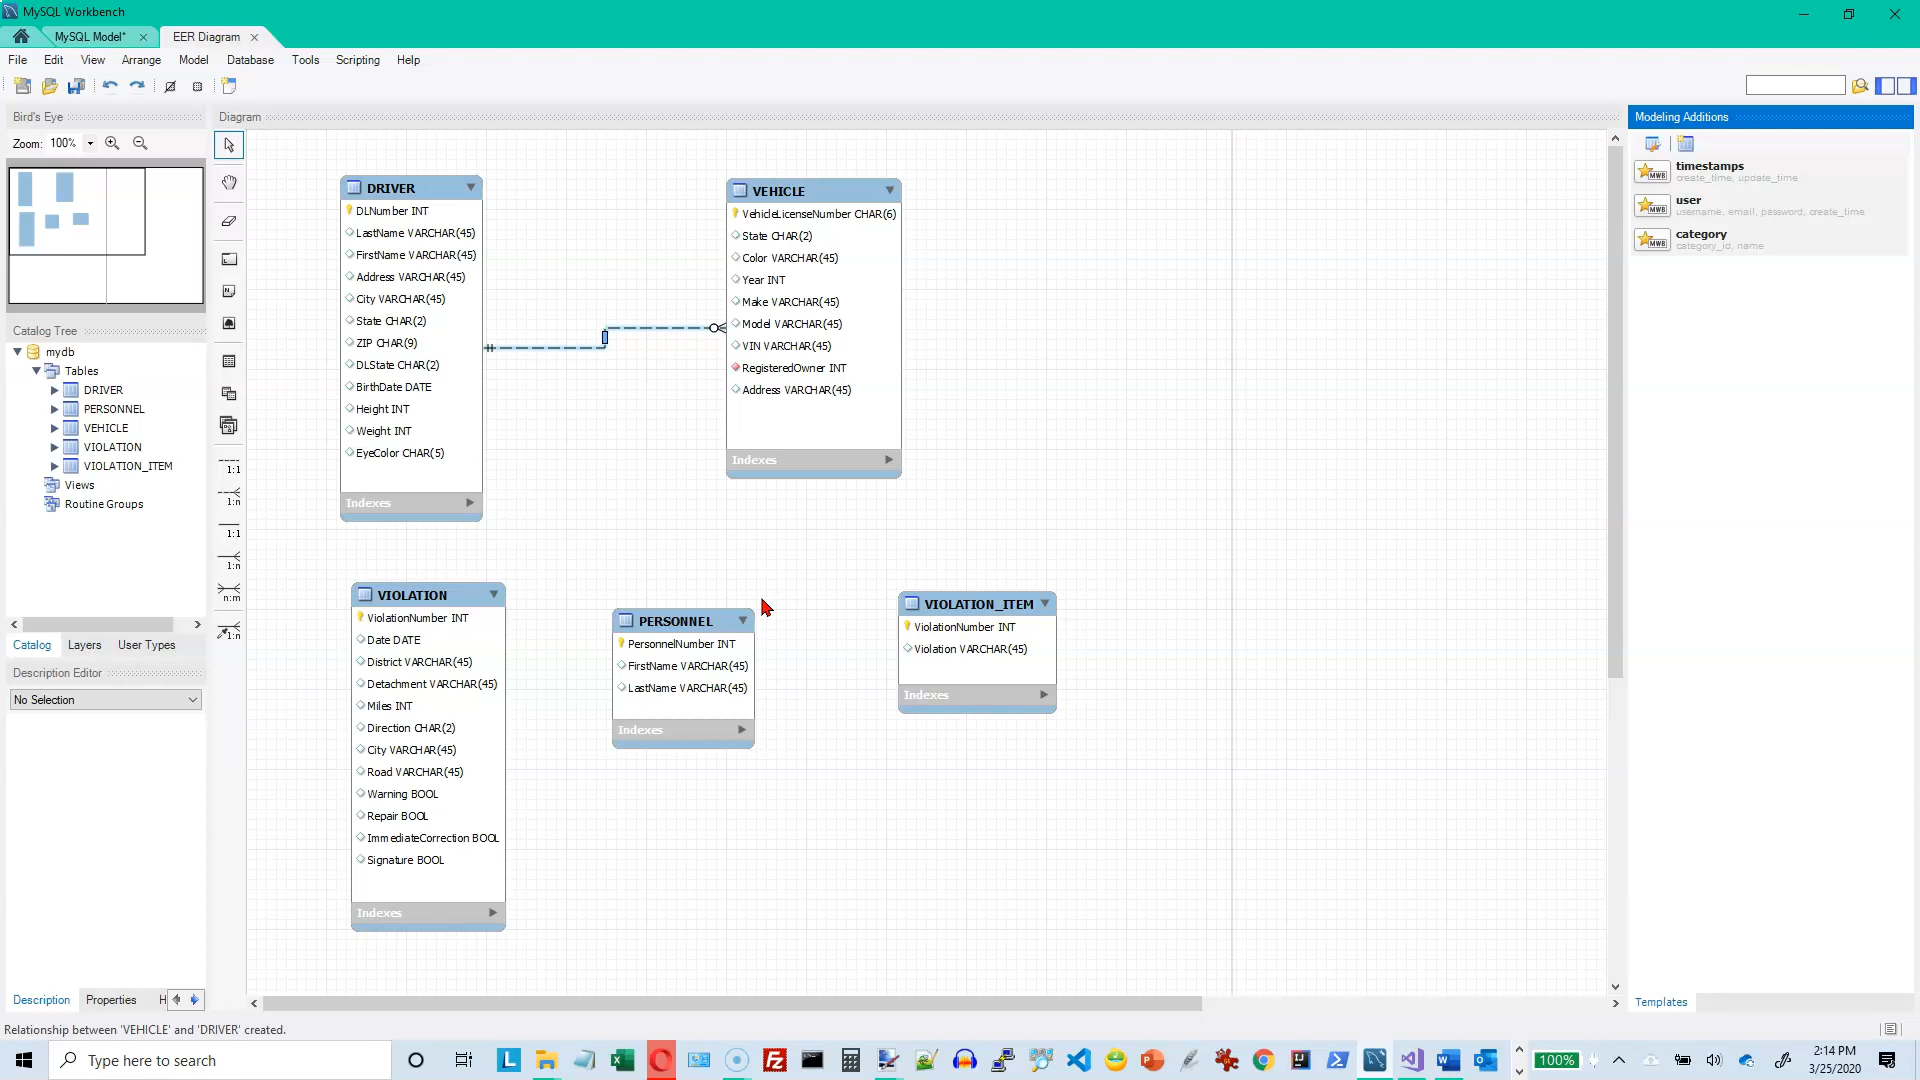 MySQL Workbench
MySQL Model*
EER Diagram
File Edit View Arrange Model Database Tools Scripting Help
Bird's Eye
Zoom: 100%
Catalog Tree
mydb
Tables
DRIVER
PERSONNEL
VEHICLE
VIOLATION
VIOLATION_ITEM
Views
Routine Groups
Catalog Layers User Types
Description Editor
No Selection
Description Properties H
1:1
1:n
1:1
1:n
n:m
1:n
Diagram
DRIVER
DLNumber INT
LastName VARCHAR(45)
FirstName VARCHAR(45)
Address VARCHAR(45)
City VARCHAR(45)
State CHAR(2)
ZIP CHAR(9)
DLState CHAR(2)
BirthDate DATE
Height INT
Weight INT
EyeColor CHAR(5)
Indexes
VEHICLE
VehicleLicenseNumber CHAR(6)
State CHAR(2)
Color VARCHAR(45)
Year INT
Make VARCHAR(45)
Model VARCHAR(45)
VIN VARCHAR(45)
RegisteredOwner INT
Address VARCHAR(45)
Indexes
VIOLATION
ViolationNumber INT
Date DATE
District VARCHAR(45)
Detachment VARCHAR(45)
Miles INT
Direction CHAR(2)
City VARCHAR(45)
Road VARCHAR(45)
Warning BOOL
Repair BOOL
ImmediateCorrection BOOL
Signature BOOL
Indexes
PERSONNEL
PersonnelNumber INT
FirstName VARCHAR(45)
LastName VARCHAR(45)
Indexes
VIOLATION_ITEM
ViolationNumber INT
Violation VARCHAR(45)
Indexes
Modeling Additions
timestamps
create_time, update_time
user
username, email, password, create_time
category
category_id, name
Templates
Relationship between 'VEHICLE' and 'DRIVER' created.
Type here to search
100%
2:14 PM
3/25/2020